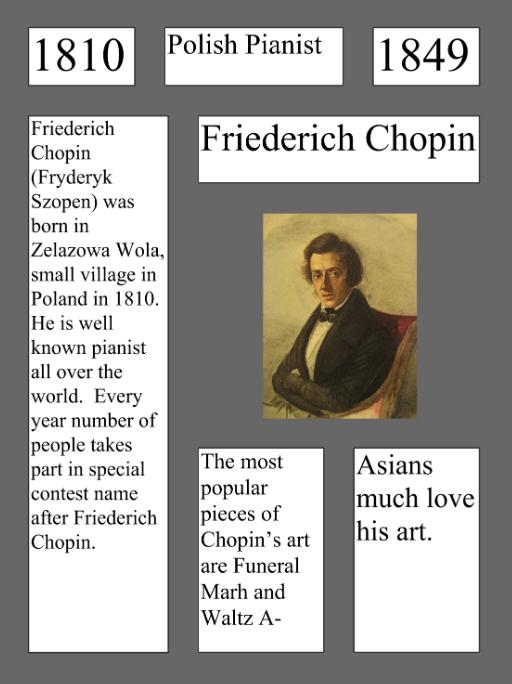 1810
Polish Pianist
1849
Friederich Chopin
Friederich
Chopin
(Fryderyk
Szopen) was
born in
Zelazowa Wola,
small village in
Poland in 1810.
He is well
known pianist
all over the
world.  Every
year number of
people takes
part in special
contest name
after Friederich
Chopin.
The most
popular
pieces of
Chopin’s art
are Funeral
Marh and
Waltz A-
Asians
much love
his art.